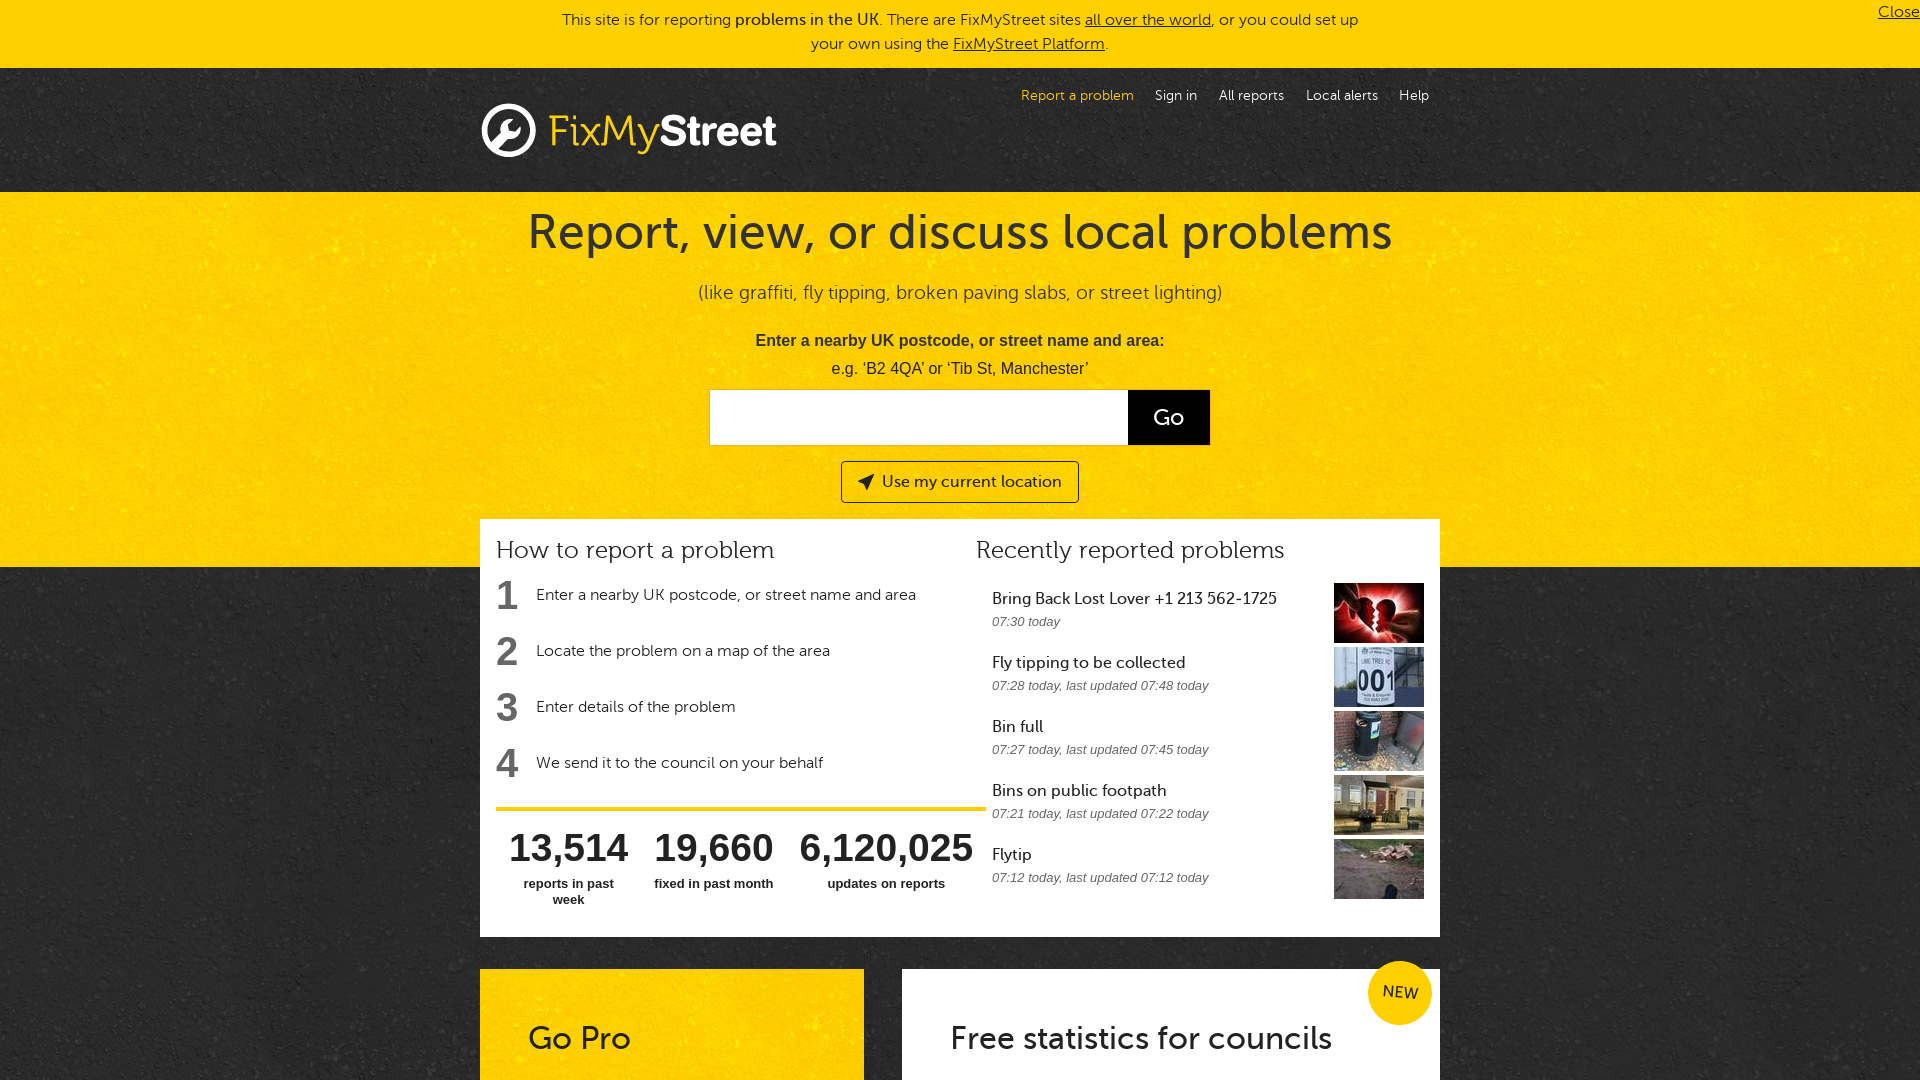 This site is for reporting problems in the UK. There are FixMyStreet sites all over the world, or you could set up
your own using the FixMyStreet Platform.
Close
Report a problem
Sign in
All reports
Local alerts
Help
FixMyStreet
Report, view, or discuss local problems
(like graffiti, fly tipping, broken paving slabs, or street lighting)
Enter a nearby UK postcode, or street name and area:
e.g. ‘B2 4QA’ or ‘Tib St, Manchester’
Go
Use my current location
How to report a problem
1 Enter a nearby UK postcode, or street name and area
2 Locate the problem on a map of the area
3 Enter details of the problem
4 We send it to the council on your behalf
13,514
reports in past
week
19,660
fixed in past month
6,120,025
updates on reports
Recently reported problems
Bring Back Lost Lover +1 213 562-1725
07:30 today
Fly tipping to be collected
07:28 today, last updated 07:48 today
LIME TREE RD
001
Bin full
07:27 today, last updated 07:45 today
Bins on public footpath
07:21 today, last updated 07:22 today
Flytip
07:12 today, last updated 07:12 today
Go Pro
NEW
Free statistics for councils